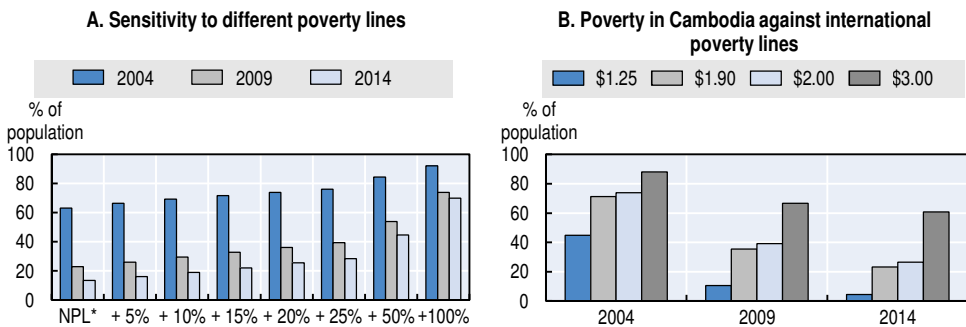 A. Sensitivity to different poverty lines
2004 2009 2014
% of
population
100
80
60
40
20
0
NPL* + 5% + 10% + 15% + 20% + 25% + 50% +100%
B. Poverty in Cambodia against international
poverty lines
$1.25 $1.90 $2.00 $3.00
% of
population
100
80
60
40
20
0
2004 2009 2014